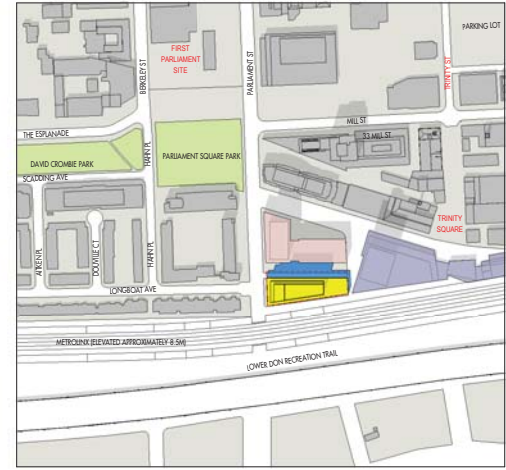 PARKING LOT
FIRST
PARLIAMENT
SITE
BERKELEY ST
PARLIAMENT ST
TRINITY ST
MILL ST
THE ESPLANADE
33 MILL ST
DAVID CROMBIE PARK
HAHN PL
PARLIAMENT SQUARE PARK
SCADDING AVE
TRINITY
SQUARE
AITKEN PL
DOUVILLE CT
HAHN PL
LONGBOAT AVE
METROLINX (ELEVATED APPROXIMATELY 8.5M)
LOWER DON RECREATION TRAIL